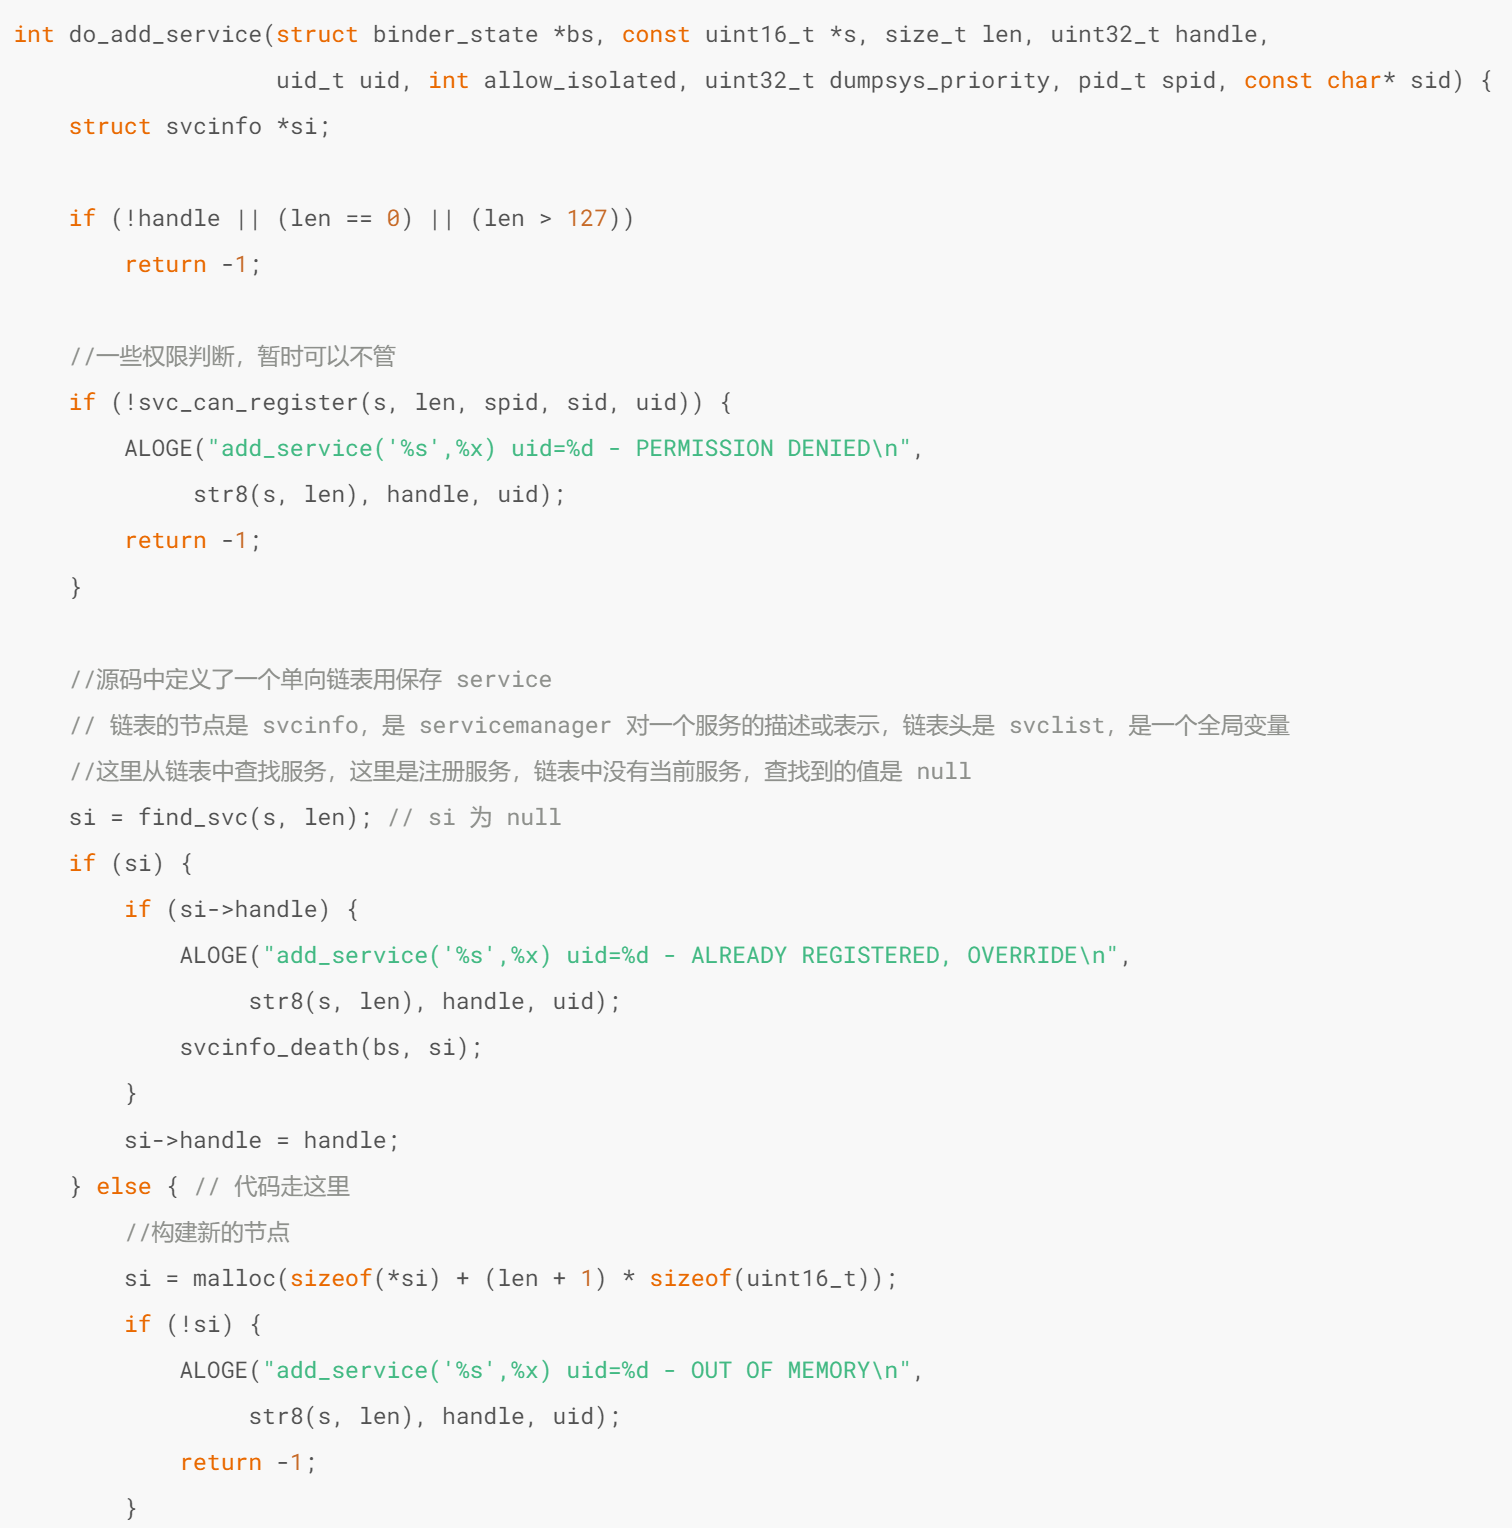 int do_add_service(struct binder_state *bs, const uint16_t *s, size_t len, uint32_t handle,
                   uid_t uid, int allow_isolated, uint32_t dumpsys_priority, pid_t spid, const char* sid) {
    struct svcinfo *si;

    if (!handle || (len == 0) || (len > 127))
        return -1;

    //一些权限判断，暂时可以不管
    if (!svc_can_register(s, len, spid, sid, uid)) {
        ALOGE("add_service('%s',%x) uid=%d - PERMISSION DENIED\n",
             str8(s, len), handle, uid);
        return -1;
    }

    //源码中定义了一个单向链表用保存 service
    // 链表的节点是 svcinfo，是 servicemanager 对一个服务的描述或表示，链表头是 svclist，是一个全局变量
    //这里从链表中查找服务，这里是注册服务，链表中没有当前服务，查找到的值是 null
    si = find_svc(s, len); // si 为 null
    if (si) {
        if (si->handle) {
            ALOGE("add_service('%s',%x) uid=%d - ALREADY REGISTERED, OVERRIDE\n",
                 str8(s, len), handle, uid);
            svcinfo_death(bs, si);
        }
        si->handle = handle;
    } else { // 代码走这里
        //构建新的节点
        si = malloc(sizeof(*si) + (len + 1) * sizeof(uint16_t));
        if (!si) {
            ALOGE("add_service('%s',%x) uid=%d - OUT OF MEMORY\n",
                 str8(s, len), handle, uid);
            return -1;
        }